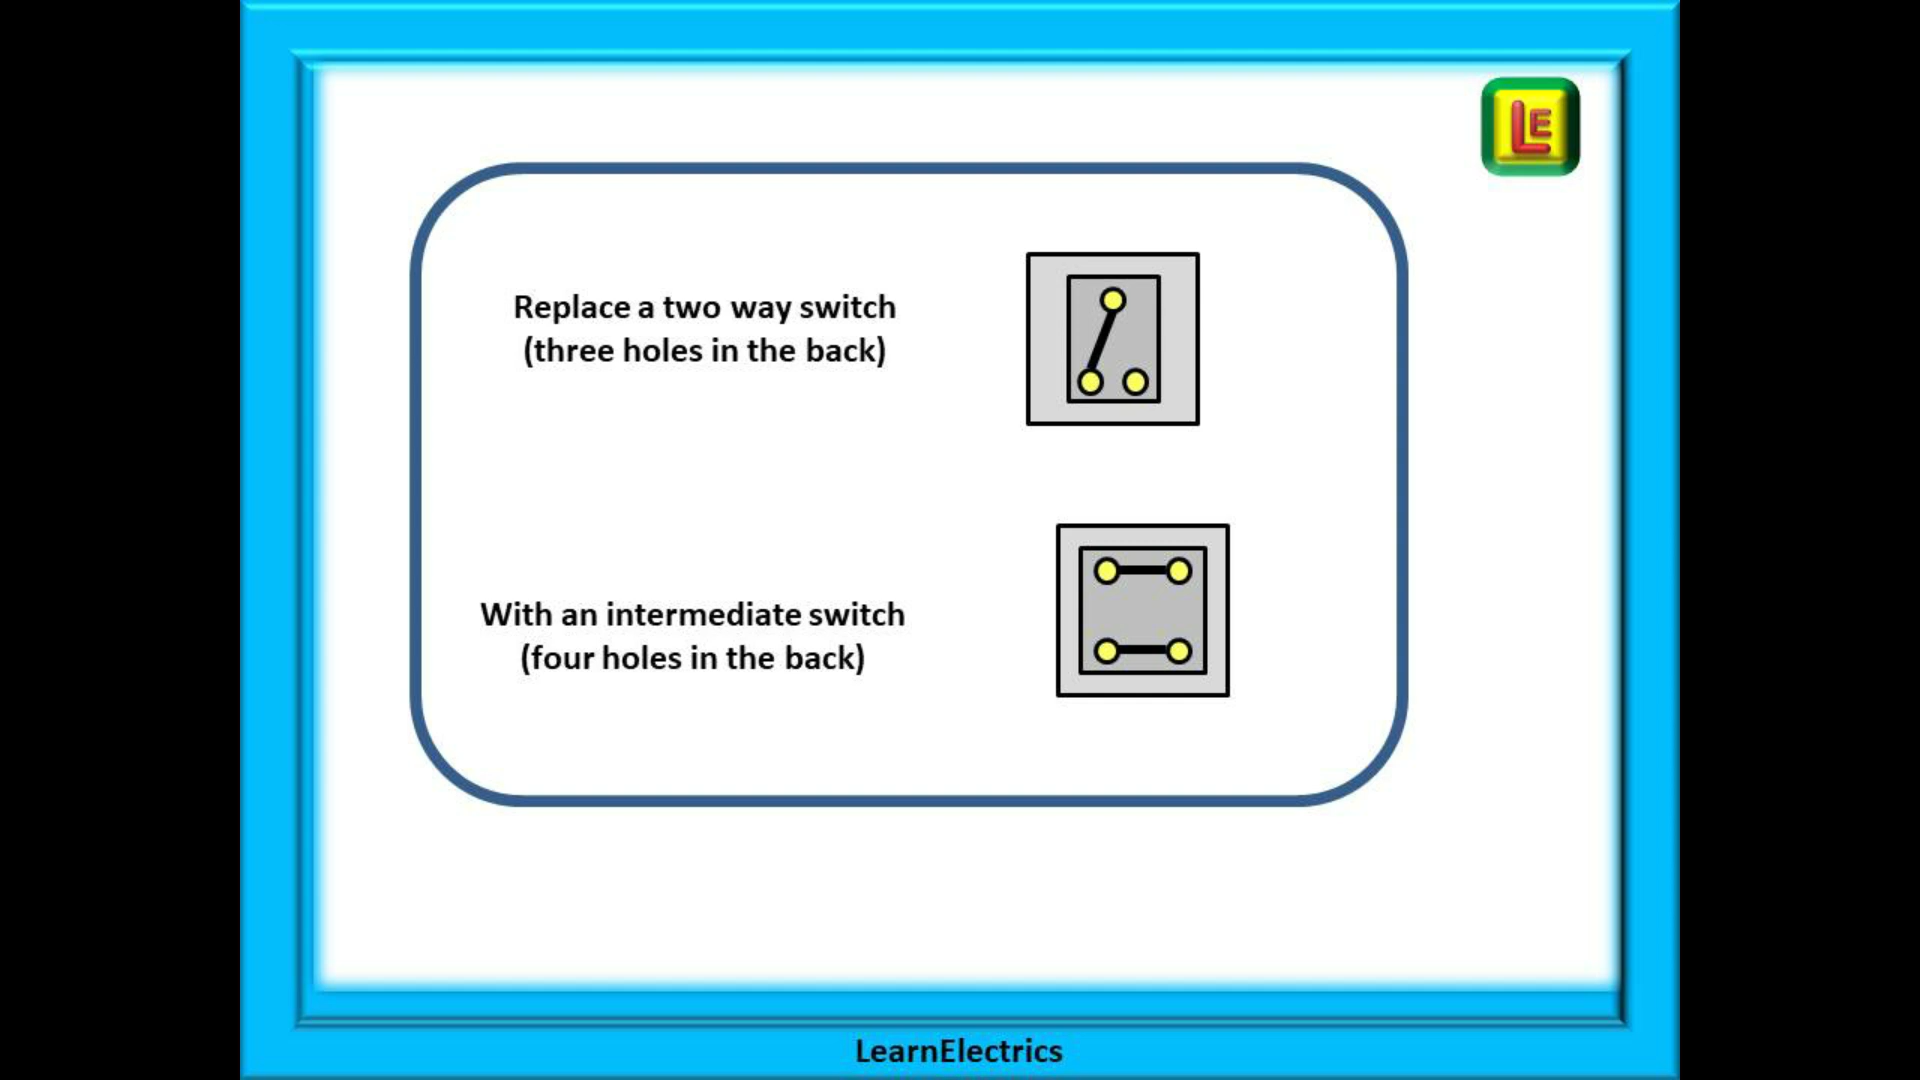 LE
Replace a two way switch
(three holes in the back)
With an intermediate switch
(four holes in the back)
LearnElectrics